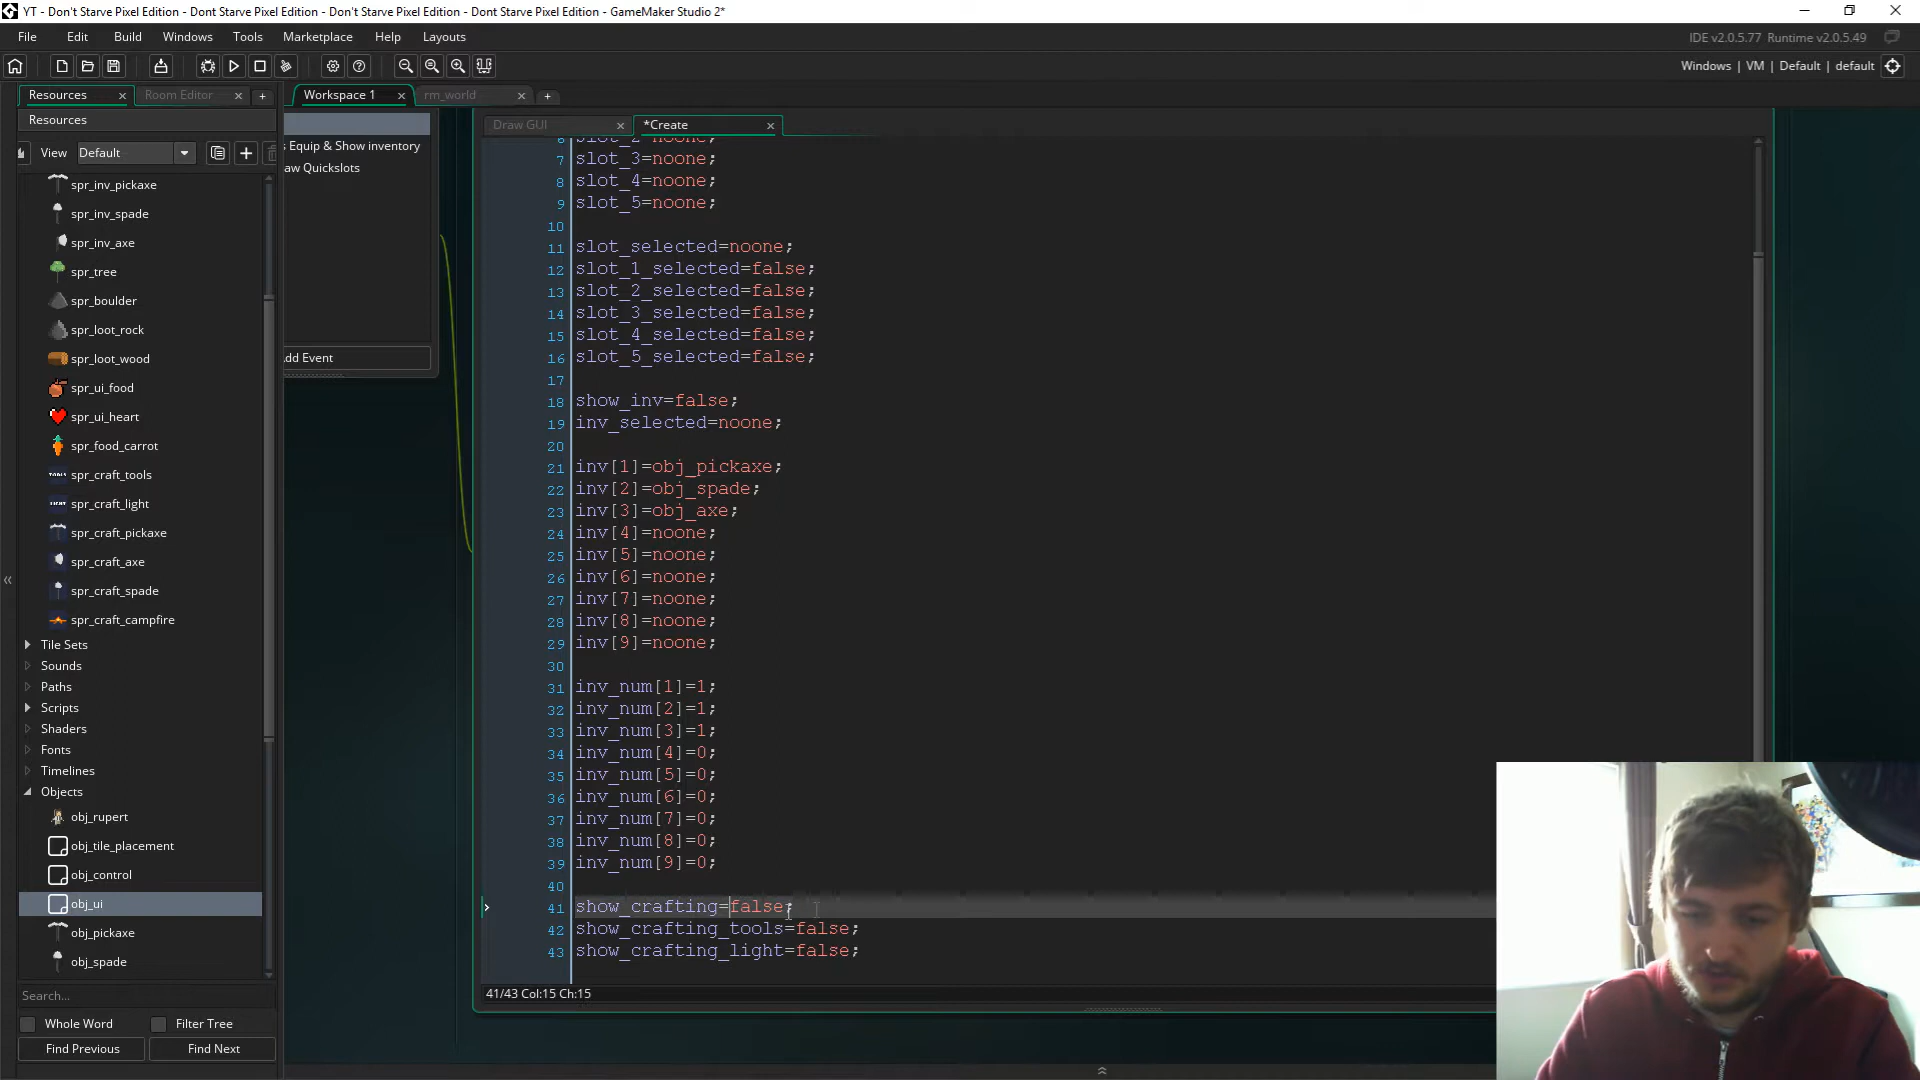 YT - Don't Starve Pixel Edition - Dont Starve Pixel Edition - Don't Starve Pixel Edition - Dont Starve Pixel Edition - GameMaker Studio 2*
File Edit Build Windows Tools Marketplace Help Layouts
IDE v2.0.5.77 Runtime v2.0.5.49
Windows | VM | Default | default
Resources
Room Editor
Workspace 1
rm_world
Resources
View Default
spr_inv_pickaxe
spr_inv_spade
spr_inv_axe
spr_tree
spr_boulder
spr_loot_rock
spr_loot_wood
spr_ui_food
spr_ui_heart
spr_food_carrot
spr_craft_tools
spr_craft_light
spr_craft_pickaxe
spr_craft_axe
spr_craft_spade
spr_craft_campfire
Tile Sets
Sounds
Paths
Scripts
Shaders
Fonts
Timelines
Objects
obj_rupert
obj_tile_placement
obj_control
obj_ui
obj_pickaxe
obj_spade
Search...
Whole Word
Filter Tree
Find Previous
Find Next
s Equip & Show inventory
aw Quickslots
dd Event
Draw GUI
*Create
6 slot_2=noone;
7 slot_3=noone;
8 slot_4=noone;
9 slot_5=noone;
10
11 slot_selected=noone;
12 slot_1_selected=false;
13 slot_2_selected=false;
14 slot_3_selected=false;
15 slot_4_selected=false;
16 slot_5_selected=false;
17
18 show_inv=false;
19 inv_selected=noone;
20
21 inv[1]=obj_pickaxe;
22 inv[2]=obj_spade;
23 inv[3]=obj_axe;
24 inv[4]=noone;
25 inv[5]=noone;
26 inv[6]=noone;
27 inv[7]=noone;
28 inv[8]=noone;
29 inv[9]=noone;
30
31 inv_num[1]=1;
32 inv_num[2]=1;
33 inv_num[3]=1;
34 inv_num[4]=0;
35 inv_num[5]=0;
36 inv_num[6]=0;
37 inv_num[7]=0;
38 inv_num[8]=0;
39 inv_num[9]=0;
40
41 show_crafting=false;
42 show_crafting_tools=false;
43 show_crafting_light=false;
41/43 Col:15 Ch:15